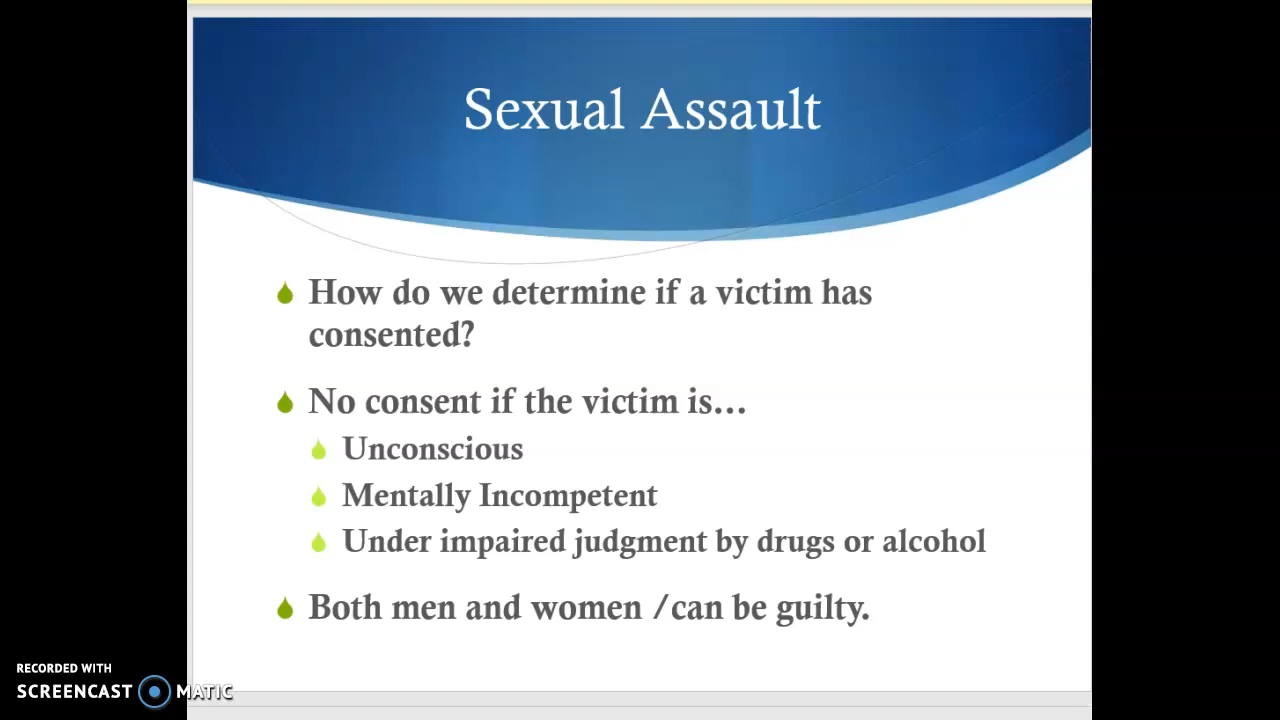 Sexual Assault
How do we determine if a victim has
consented?
No consent if the victim is...
Unconscious
Mentally Incompetent
Under impaired judgment by drugs or alcohol
Both men and women /can be guilty.
RECORDED WITH
SCREENCAST MATIC